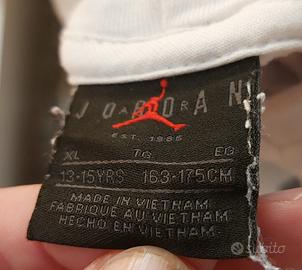 JORDAN
EST. 1985
XL TG EG
13-15YRS 163-175CM
MADE IN VIETNAM
FABRIQUÉ AU VIETNAM
HECHO EN VIETNAM
subito